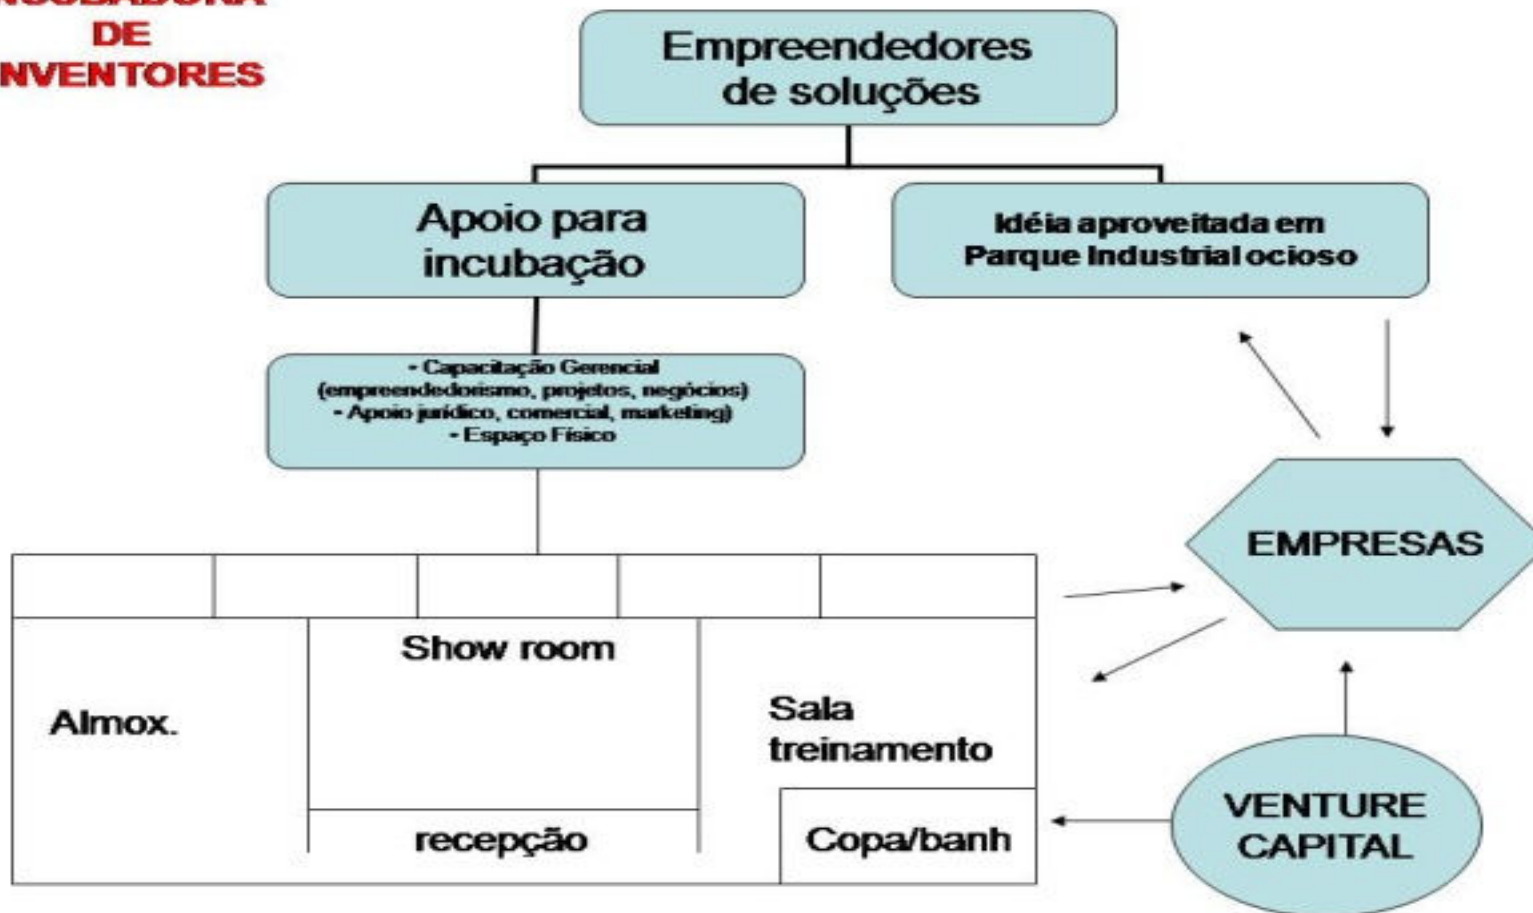 DE
NVENTORES
Empreendedores
de soluções
Apoio para
incubação
Idéia aproveitada em
Parque Industrial ocioso
- Capacitação Gerencial
(empreendedorismo, projetos, negócios)
- Apoio jurídico, comercial, marketing)
- Espaço Físico
EMPRESAS
Show room
Almox.
Sala
treinamento
recepção
Copa/banh
VENTURE
CAPITAL